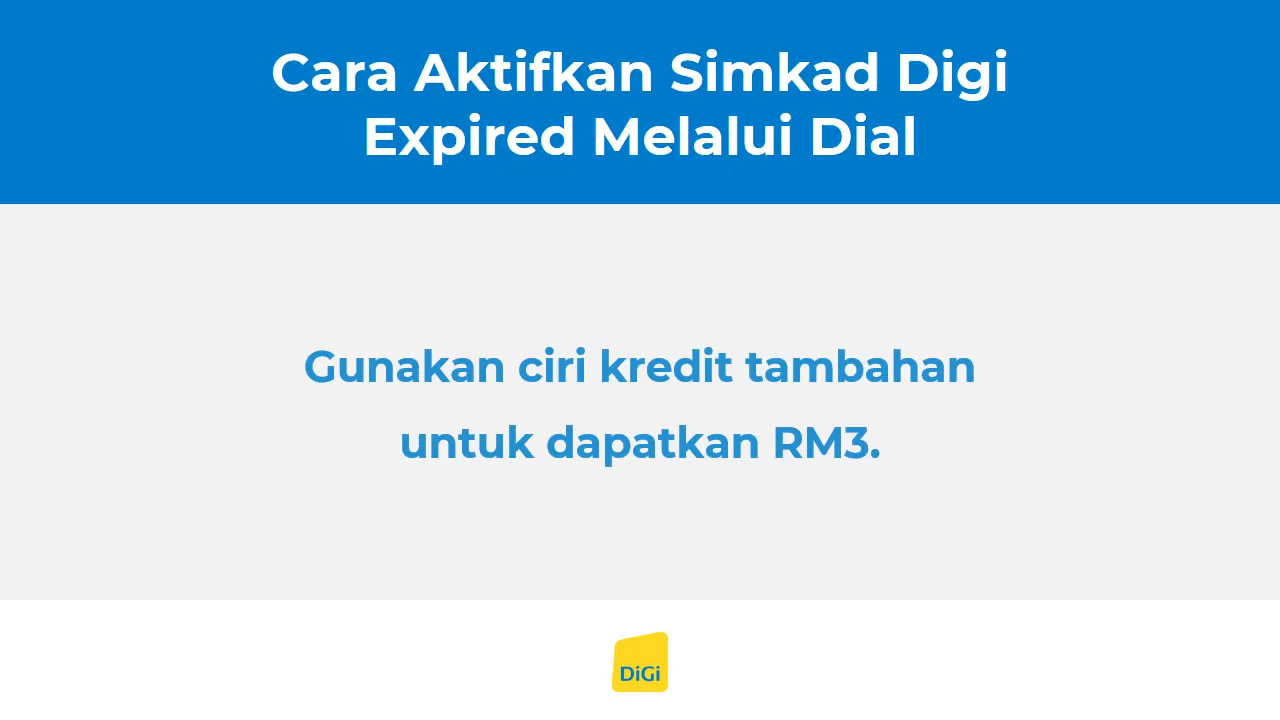 Cara Aktifkan Simkad Digi
Expired Melalui Dial
Gunakan ciri kredit tambahan
untuk dapatkan RM3.
DiGi